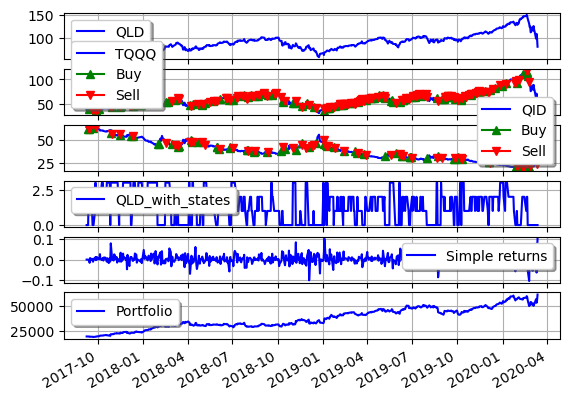 150
100
QLD
TQQQ
Buy
Sell
100
50
QID
Buy
Sell
50
25
2.5
0.0
QLD_with_states
0.1
0.0
-0.1
Simple returns
50000
25000
Portfolio
2017-10
2018-01
2018-04
2018-07
2018-10
2019-01
2019-04
2019-07
2019-10
2020-01
2020-04